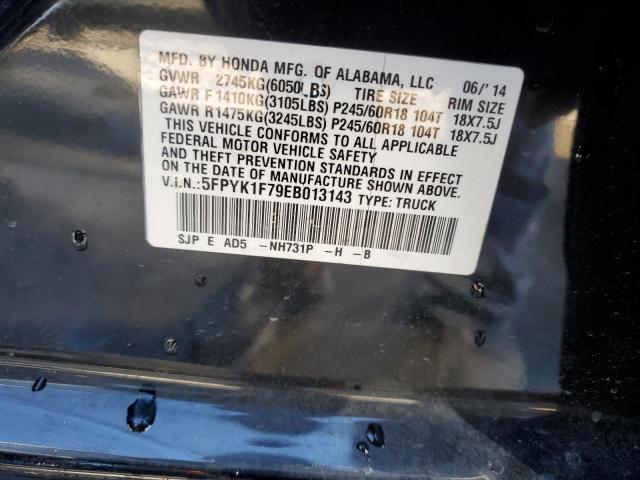 MFD. BY HONDA MFG. OF ALABAMA, LLC 06/'14
GVWR 2745KG(6050LBS) TIRE SIZE RIM SIZE
GAWR F1410KG(3105LBS) P245/60R18 104T 18X7.5J
GAWR R1475KG(3245LBS) P245/60R18 104T 18X7.5J
THIS VEHICLE CONFORMS TO ALL APPLICABLE
FEDERAL MOTOR VEHICLE SAFETY
AND THEFT PREVENTION STANDARDS IN EFFECT
ON THE DATE OF MANUFACTURE SHOWN ABOVE.
V.I.N.:5FPYK1F79EB013143 TYPE: TRUCK
SJP E AD5 -NH731P -H -B